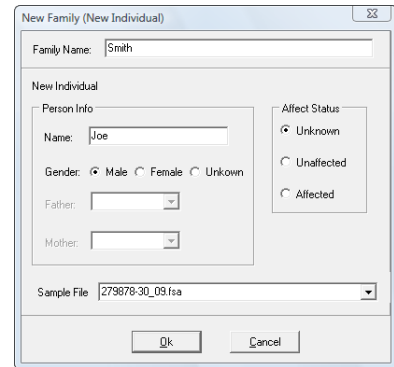 New Family (New Individual)
Family Name: Smith
New Individual
Person Info
Affect Status
Name: Joe
Unknown
Gender: Male Female Unkown
Unaffected
Father:
Affected
Mother:
Sample File 279878-30_09.fsa
Ok Cancel